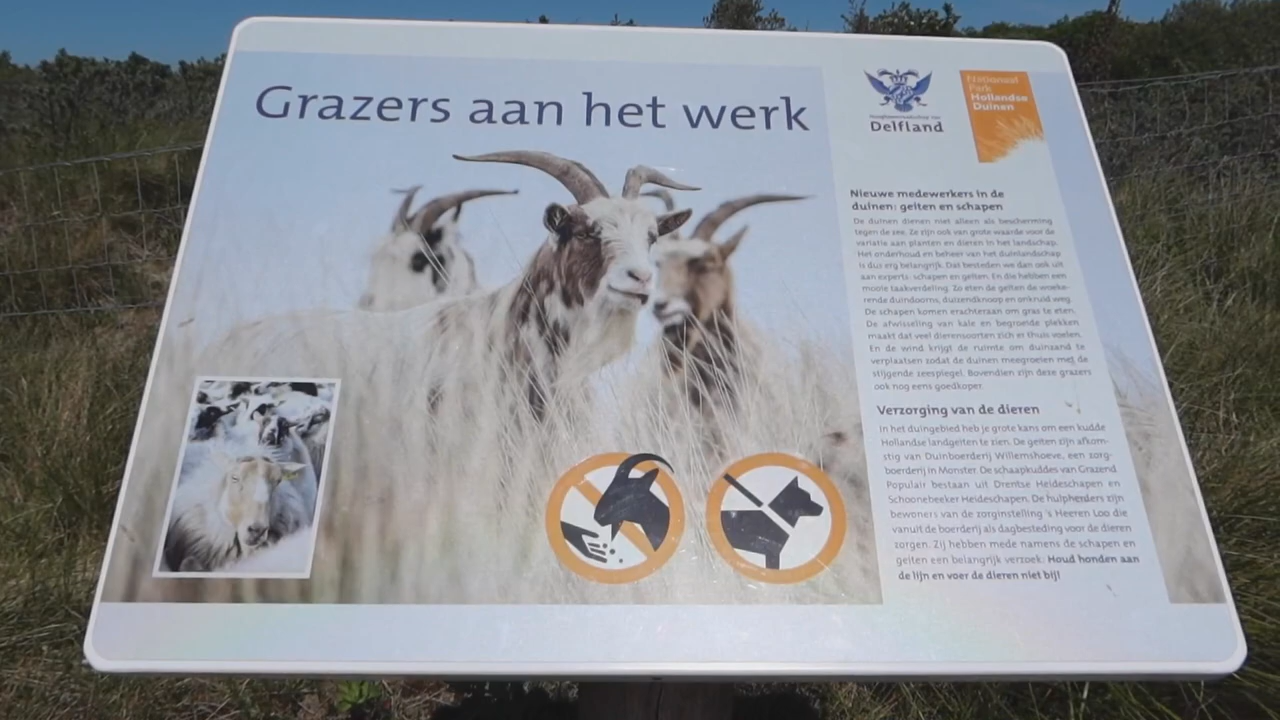 Grazers aan het werk
Hoogheemraadschap van
Delfland
Nationaal
Park
Hollandse
Duinen
Nieuwe medewerkers in de
duinen: geiten en schapen
De duinen dienen niet alleen als bescherming
tegen de zee. Ze zijn ook van grote waarde voor de
variatie aan planten en dieren in het landschap.
Het onderhoud en beheer van het duinlandschap
is dus erg belangrijk. Dat besteden we dan ook uit
aan experts: schapen en geiten. En die hebben een
mooie taakverdeling. Zo eten de geiten de woeke-
rende duindoorns, duizendknoop en onkruid weg.
De schapen komen erachteraan om gras te eten.
De afwisseling van kale en begroeide plekken
maakt dat veel dierensoorten zich er thuis voelen.
En de wind krijgt de ruimte om duinzand te
verplaatsen zodat de duinen meegroeien met de
stijgende zeespiegel. Bovendien zijn deze grazers
ook nog eens goedkoper.
Verzorging van de dieren
In het duingebied heb je grote kans om een kudde
Hollandse landgeiten te zien. De geiten zijn afkom-
stig van Duinboerderij Willemshoeve, een zorg-
boerderij in Monster. De schaapkuddes van Grazend
Populair bestaan uit Drentse Heideschapen en
Schoonebeeker Heideschapen. De hulpherders zijn
bewoners van de zorginstelling 's Heeren Loo die
vanuit de boerderij als dagbesteding voor de dieren
zorgen. Zij hebben mede namens de schapen en
geiten een belangrijk verzoek: Houd honden aan
de lijn en voer de dieren niet bij!